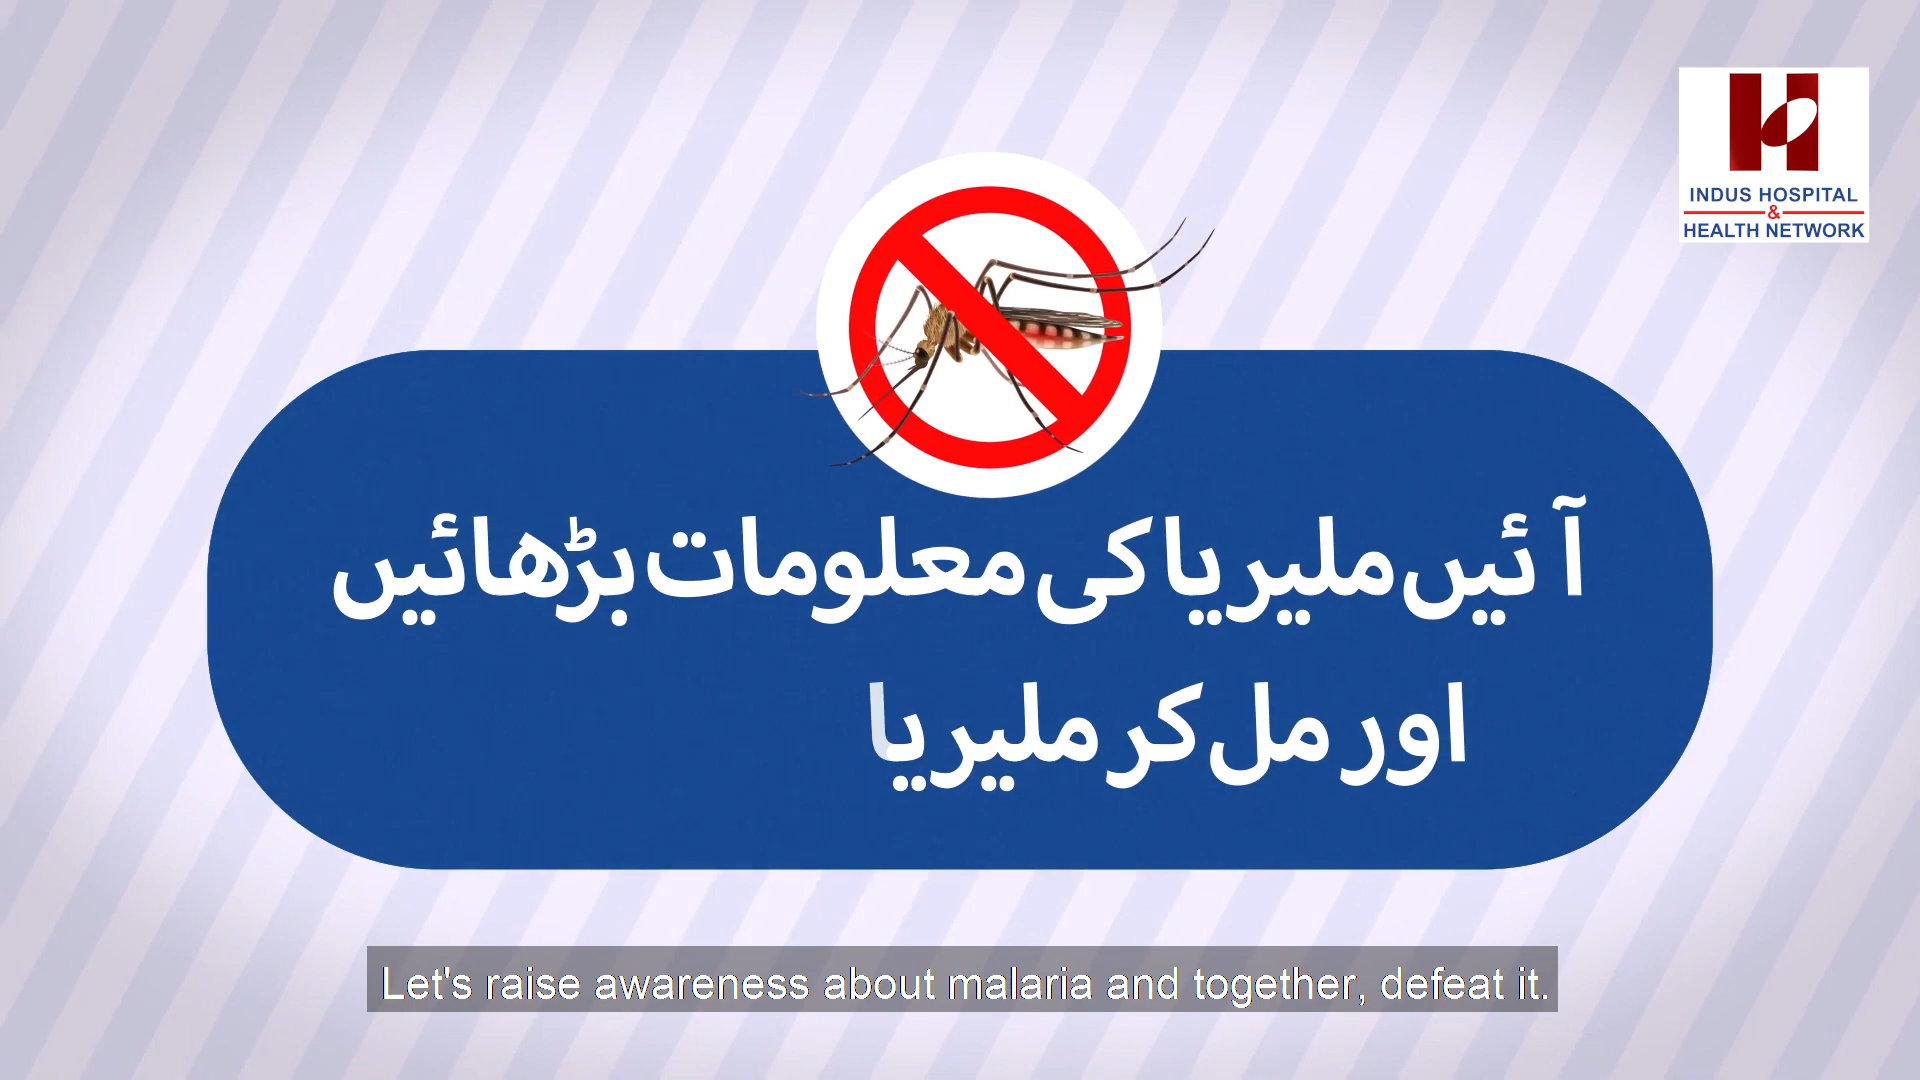 INDUS HOSPITAL
&
HEALTH NETWORK
آئیں ملیریا کی معلومات بڑھائیں
اور مل کر ملیریا
Let's raise awareness about malaria and together, defeat it.